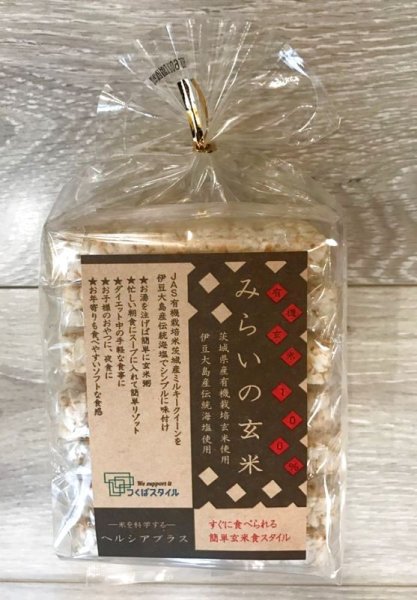 有機玄米100%
みらいの玄米
茨城県産有機栽培玄米使用
伊豆大島産伝統海塩使用
JAS有機栽培米茨城産ミルキークイーンを
伊豆大島産伝統海塩でシンプルに味付け
★お湯を注げば簡単に玄米粥
★忙しい朝食にスープに入れて簡単リゾット
★ダイエット中の手軽な食事に
★お子様のおやつに、夜食に
★お年寄りも食べやすいソフトな食感
We support it
つくばスタイル
―米を科学する―
ヘルシアプラス
すぐに食べられる
簡単玄米食スタイル